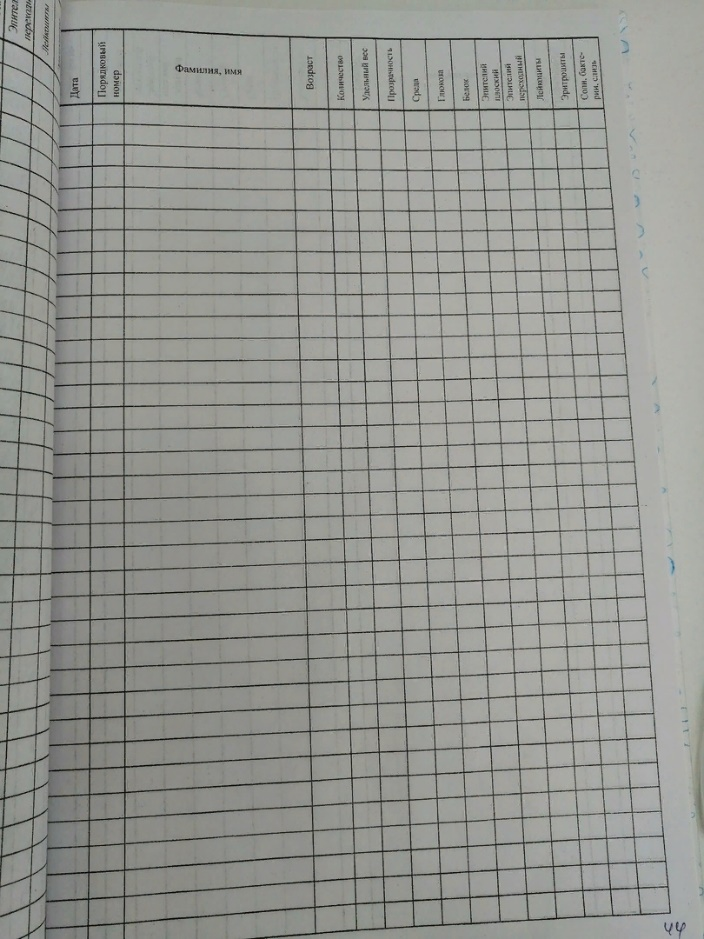 Эпител
переходн
Лейкоциты
Дата
Порядковый
номер
Фамилия, имя
Возраст
Количество
Удельный вес
Прозрачность
Среда
Глюкоза
Белок
Эпителий
плоский
Эпителий
переходный
Лейкоциты
Эритроциты
Соли, бакте-
рии, слизь
44